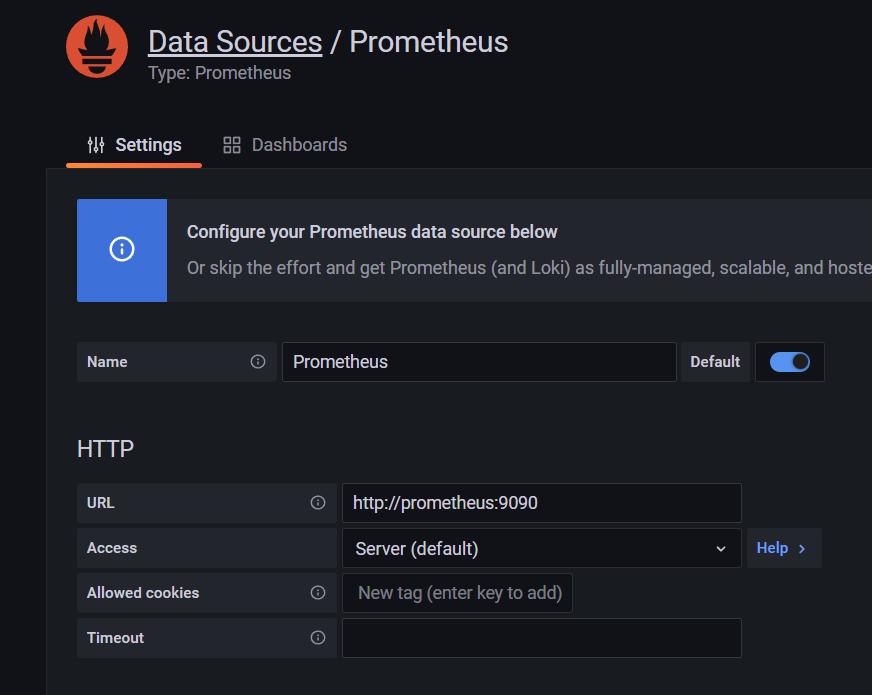 Data Sources / Prometheus
Type: Prometheus
Settings Dashboards
Configure your Prometheus data source below
Or skip the effort and get Prometheus (and Loki) as fully-managed, scalable, and hoste
Name Prometheus Default
HTTP
URL http://prometheus:9090
Access Server (default) Help
Allowed cookies New tag (enter key to add)
Timeout